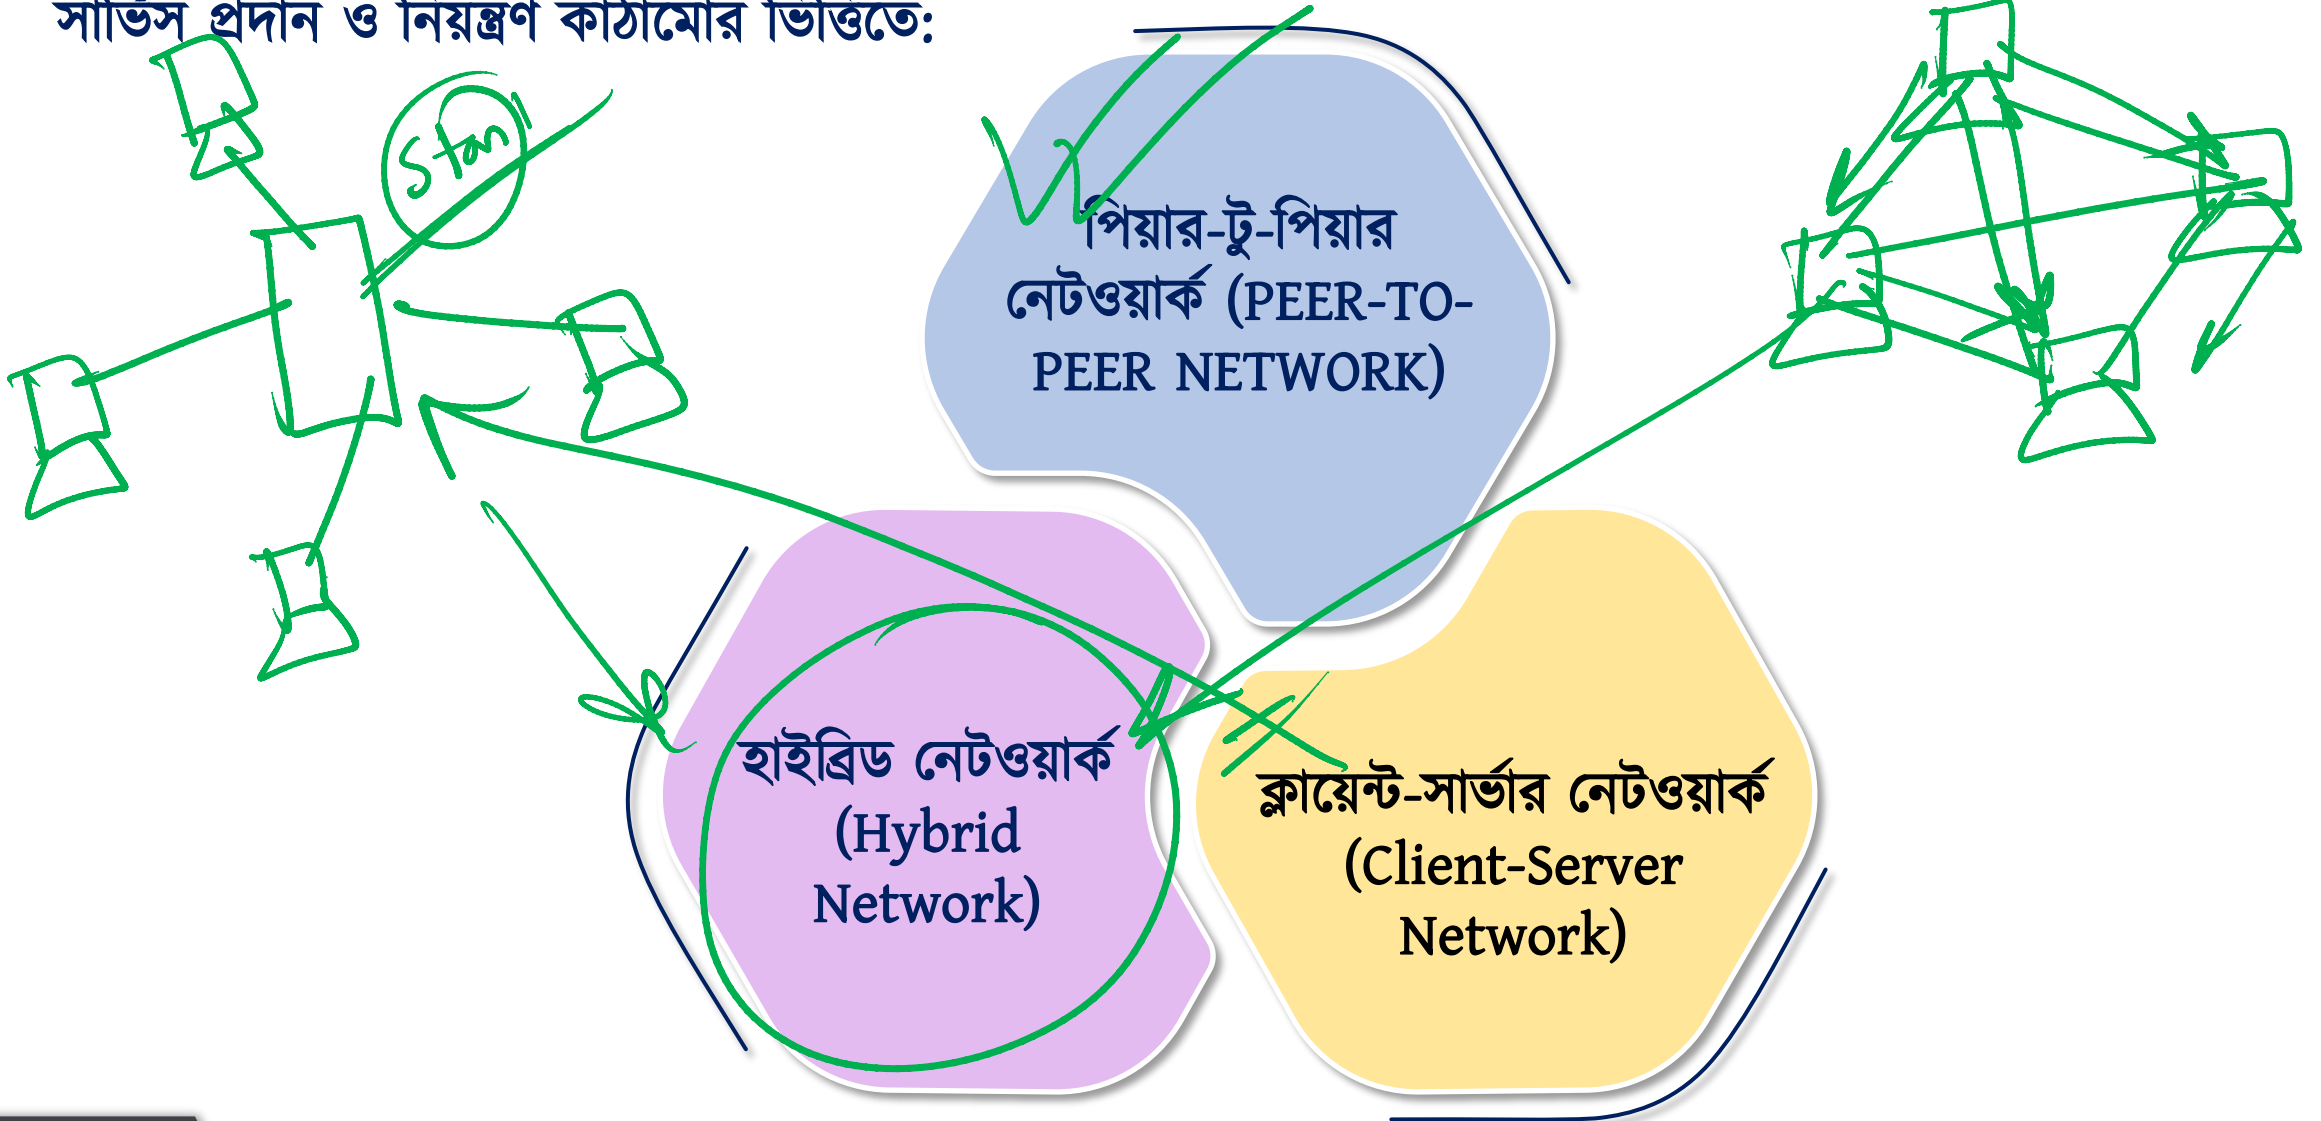 সার্ভিস প্রদান ও নিয়ন্ত্রণ কাঠামোর ভিত্তিতে:
Star
পিয়ার-টু-পিয়ার
নেটওয়ার্ক (PEER-TO-
PEER NETWORK)
হাইব্রিড নেটওয়ার্ক
(Hybrid
Network)
ক্লায়েন্ট-সার্ভার নেটওয়ার্ক
(Client-Server
Network)